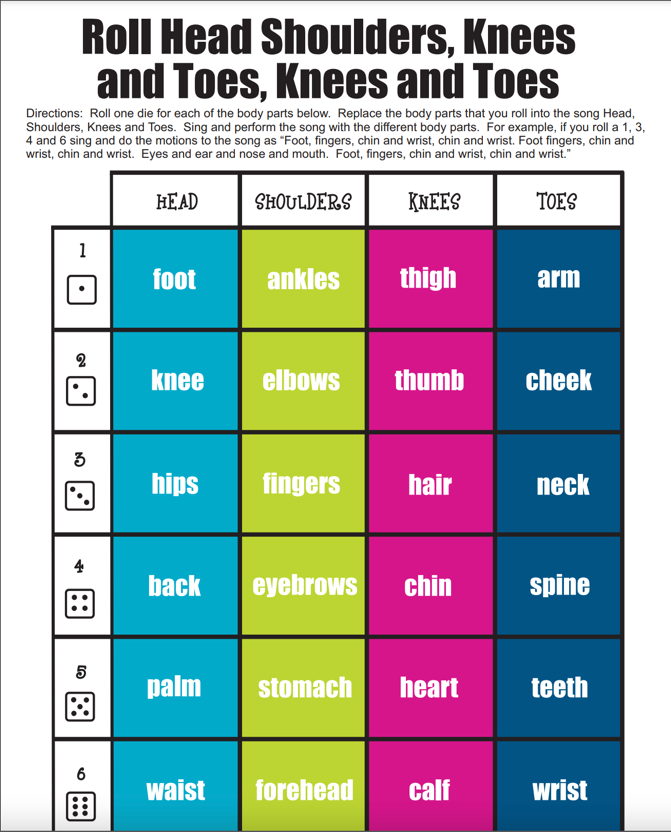 Roll Head Shoulders, Knees
and Toes, Knees and Toes
Directions:  Roll one die for each of the body parts below.  Replace the body parts that you roll into the song Head,
Shoulders, Knees and Toes.  Sing and perform the song with the different body parts.  For example, if you roll a 1, 3,
4 and 6 sing and do the motions to the song as “Foot, fingers, chin and wrist, chin and wrist. Foot fingers, chin and
wrist, chin and wrist.  Eyes and ear and nose and mouth.  Foot, fingers, chin and wrist, chin and wrist.”
HEAD SHOULDERS KNEES TOES
1 foot ankles thigh arm
2 knee elbows thumb cheek
3 hips fingers hair neck
4 back eyebrows chin spine
5 palm stomach heart teeth
6 waist forehead calf wrist